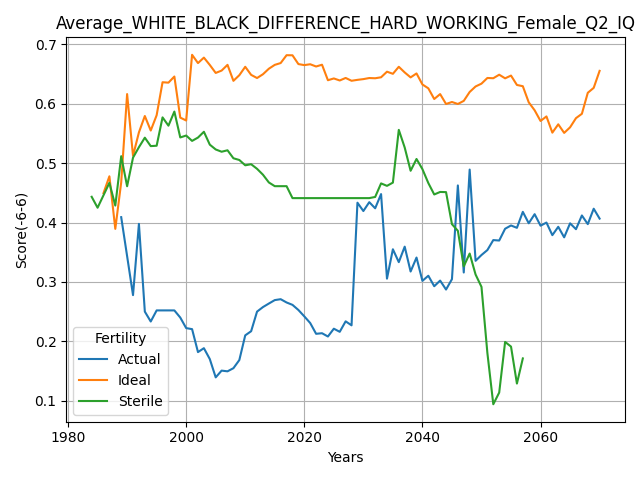 Average_WHITE_BLACK_DIFFERENCE_HARD_WORKING_Female_Q2_IQ
0.7
0.6
0.5
0.4
0.3
0.2
0.1
Score(-6-6)
Fertility
Actual
Ideal
Sterile
1980
2000
2020
2040
2060
Years